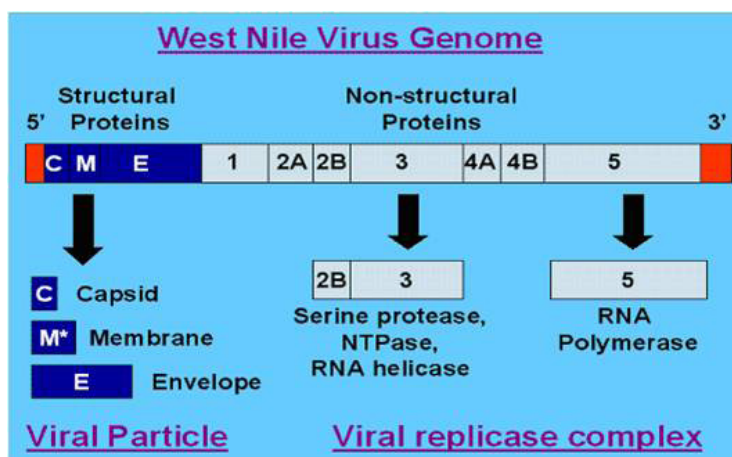 West Nile Virus Genome
Structural Proteins
Non-structural Proteins
5’ 3’
C M E 1 2A 2B 3 4A 4B 5
C Capsid
M* Membrane
E Envelope
2B 3
Serine protease,
NTPase,
RNA helicase
5
RNA
Polymerase
Viral Particle
Viral replicase complex